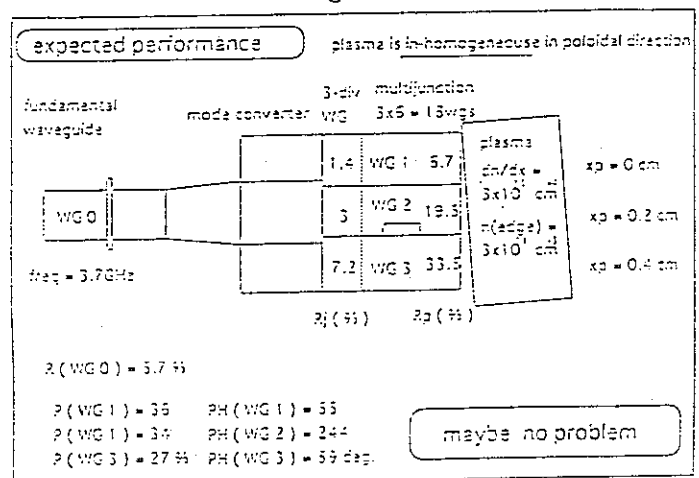 expected performance
plasma is in-homogeneouse in poloidal direction
fundamental
waveguide
mode converter
3-div
WG
multijunction
3x6 = 18wgs
1.4 WG 1 5.7
3 WG 2 19.5
7.2 WG 3 33.5
WG 0
freq = 3.7GHz
plasma
dn/dx =
n(edge) =
xp = 0 cm
xp = 0.2 cm
xp = 0.4 cm
Rj ( % )
Rp ( % )
R ( WG 0 ) = 5.7 %
P ( WG 1 ) = 36 PH ( WG 1 ) = 55
P ( WG 1 ) = 34 PH ( WG 2 ) = 244
P ( WG 3 ) = 27 % PH ( WG 3 ) = 59 deg.
maybe no problem